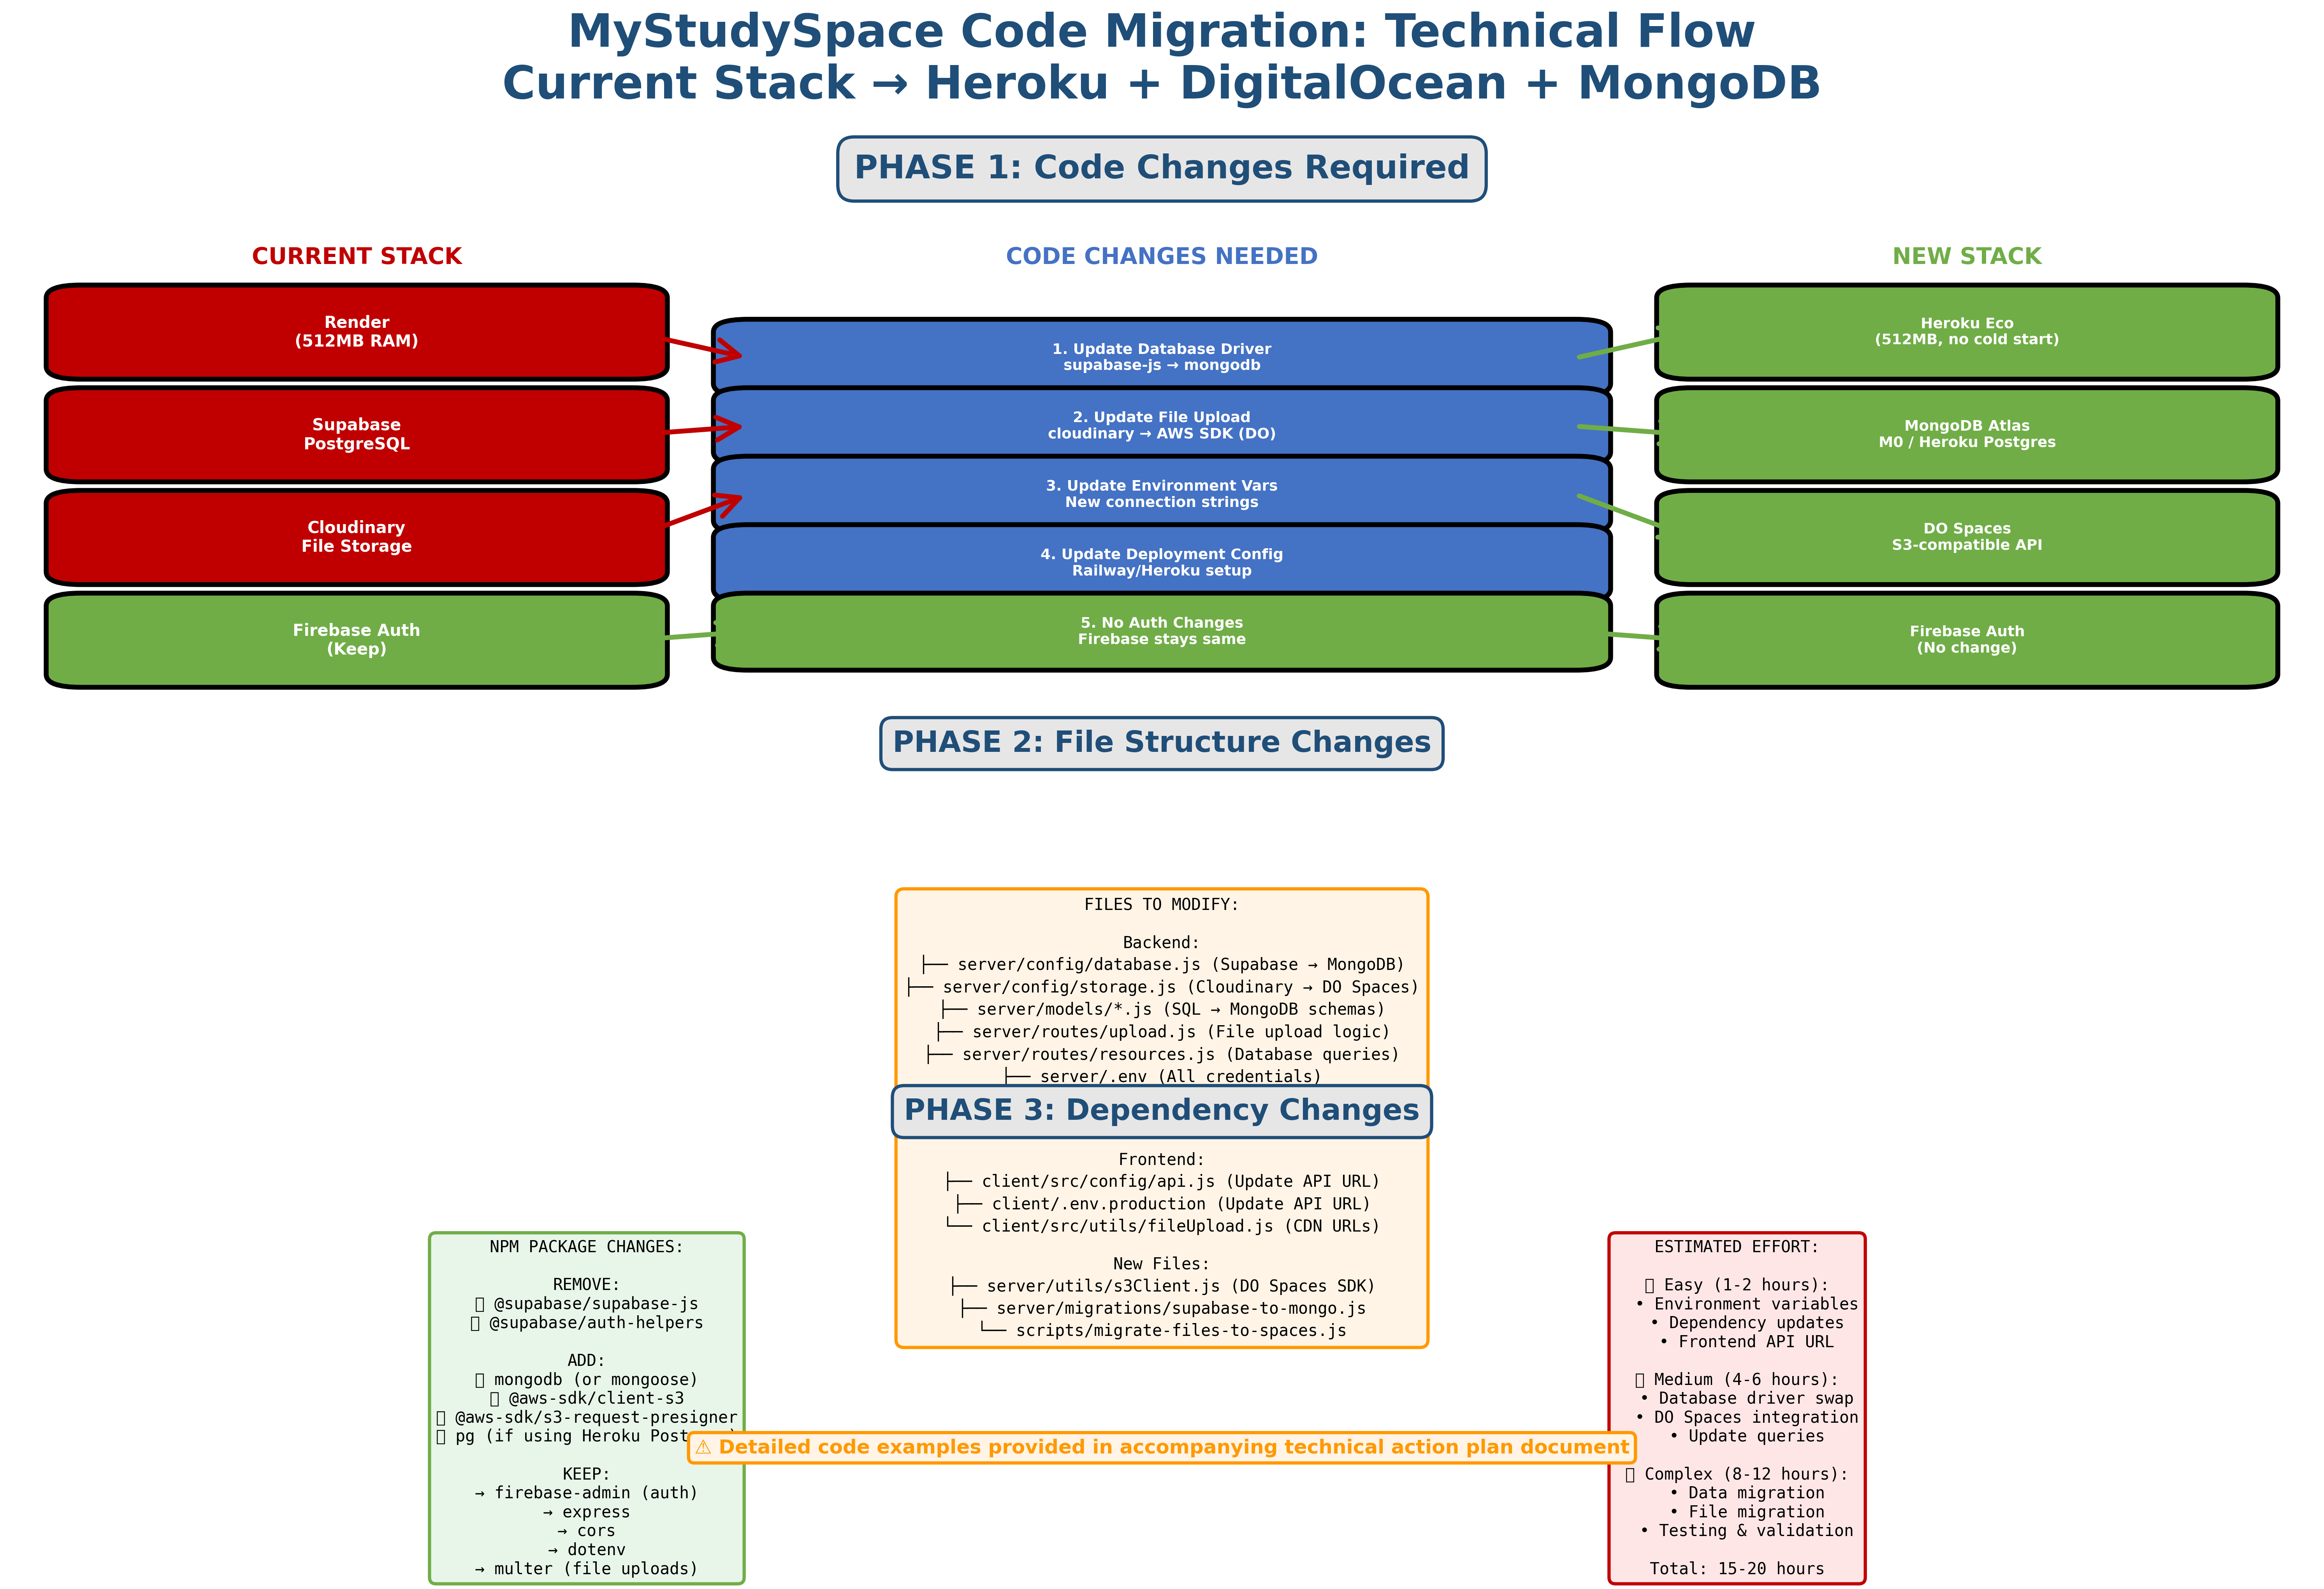 MyStudySpace Code Migration: Technical Flow
Current Stack → Heroku + DigitalOcean + MongoDB
PHASE 1: Code Changes Required
CURRENT STACK
CODE CHANGES NEEDED
NEW STACK
Render
(512MB RAM)
Supabase
PostgreSQL
Cloudinary
File Storage
Firebase Auth
(Keep)
1. Update Database Driver
supabase-js → mongodb
2. Update File Upload
cloudinary → AWS SDK (DO)
3. Update Environment Vars
New connection strings
4. Update Deployment Config
Railway/Heroku setup
5. No Auth Changes
Firebase stays same
Heroku Eco
(512MB, no cold start)
MongoDB Atlas
M0 / Heroku Postgres
DO Spaces
S3-compatible API
Firebase Auth
(No change)
PHASE 2: File Structure Changes
FILES TO MODIFY:
Backend:
├── server/config/database.js (Supabase → MongoDB)
├── server/config/storage.js (Cloudinary → DO Spaces)
├── server/models/*.js (SQL → MongoDB schemas)
├── server/routes/upload.js (File upload logic)
├── server/routes/resources.js (Database queries)
├── server/.env (All credentials)
PHASE 3: Dependency Changes
Frontend:
├── client/src/config/api.js (Update API URL)
├── client/.env.production (Update API URL)
└── client/src/utils/fileUpload.js (CDN URLs)
New Files:
├── server/utils/s3Client.js (DO Spaces SDK)
├── server/migrations/supabase-to-mongo.js
└── scripts/migrate-files-to-spaces.js
NPM PACKAGE CHANGES:
REMOVE:
▯ @supabase/supabase-js
▯ @supabase/auth-helpers
ADD:
▯ mongodb (or mongoose)
▯ @aws-sdk/client-s3
▯ @aws-sdk/s3-request-presigner
▯ pg (if using Heroku
KEEP:
→ firebase-admin (auth)
→ express
→ cors
→ dotenv
→ multer (file uploads)
⚠ Detailed code examples provided in accompanying technical action plan document
ESTIMATED EFFORT:
▯ Easy (1-2 hours):
• Environment variables
• Dependency updates
• Frontend API URL
▯ Medium (4-6 hours):
• Database driver swap
• DO Spaces integration
• Update queries
▯ Complex (8-12 hours):
• Data migration
• File migration
• Testing & validation
Total: 15-20 hours